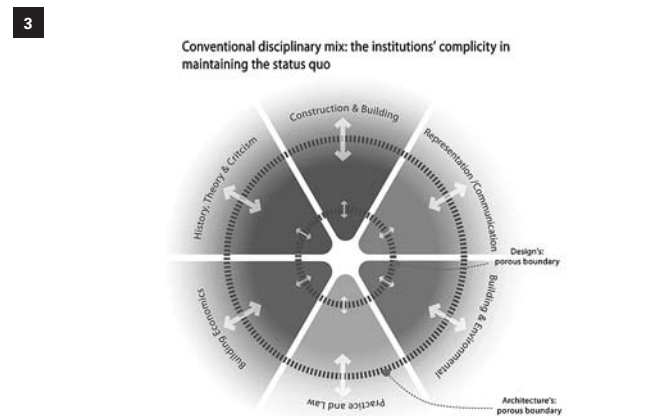 3
Conventional disciplinary mix: the institutions' complicity in
maintaining the status quo
Construction & Building
Representation /Communication
History, Theory & Critcism
Design's:
porous boundary
Building & Environmental
Building Economics
Practice and Law
Architecture's:
porous boundary